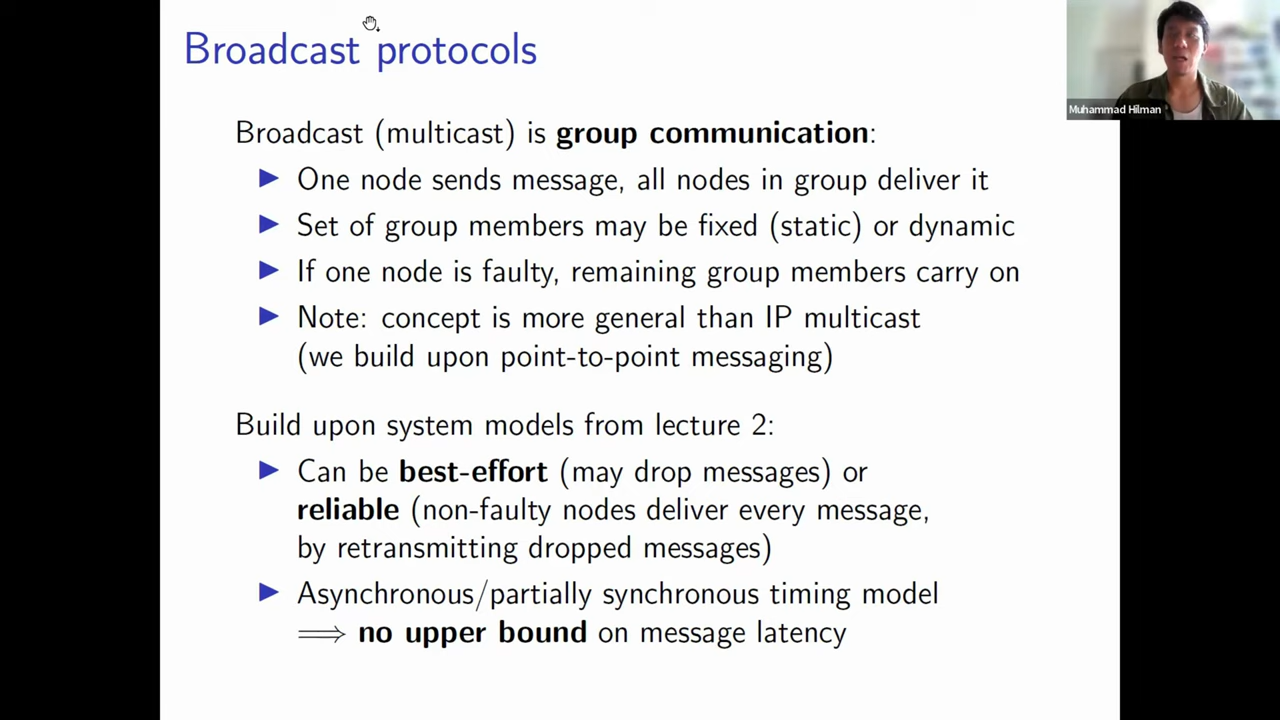 Broadcast protocols
Muhammad Hilman
Broadcast (multicast) is group communication:
▶ One node sends message, all nodes in group deliver it
▶ Set of group members may be fixed (static) or dynamic
▶ If one node is faulty, remaining group members carry on
▶ Note: concept is more general than IP multicast
(we build upon point-to-point messaging)
Build upon system models from lecture 2:
▶ Can be best-effort (may drop messages) or
reliable (non-faulty nodes deliver every message,
by retransmitting dropped messages)
▶ Asynchronous/partially synchronous timing model
⟹ no upper bound on message latency